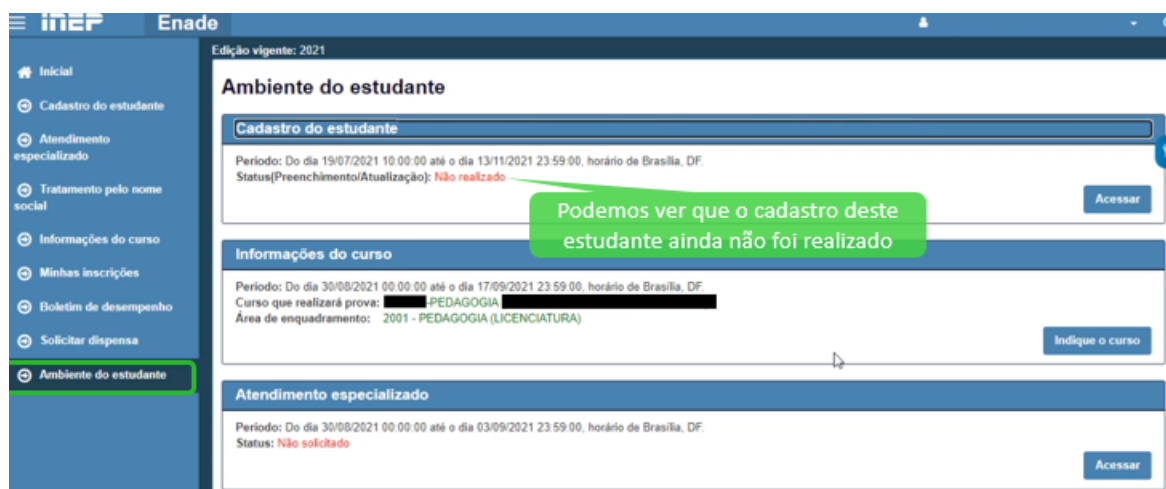 inep Enade
Edição vigente: 2021
Inicial
Cadastro do estudante
Atendimento
especializado
Tratamento pelo nome
social
Informações do curso
Minhas inscrições
Boletim de desempenho
Solicitar dispensa
Ambiente do estudante
Ambiente do estudante
Cadastro do estudante
Periodo: Do dia 19/07/2021 10:00:00 até o dia 13/11/2021 23:59:00, horário de Brasília, DF.
Status(Preenchimento/Atualização): Não realizado
Podemos ver que o cadastro deste
estudante ainda não foi realizado
Acessar
Informações do curso
Periodo: Do dia 30/08/2021 00:00:00 até o dia 17/09/2021 23:59:00, horário de Brasília, DF.
Curso que realizará prova: -PEDAGOGIA
Área de enquadramento: 2001 - PEDAGOGIA (LICENCIATURA)
Indique o curso
Atendimento especializado
Periodo: Do dia 30/08/2021 00:00:00 até o dia 03/09/2021 23:59:00, horário de Brasília, DF.
Status: Não solicitado
Acessar